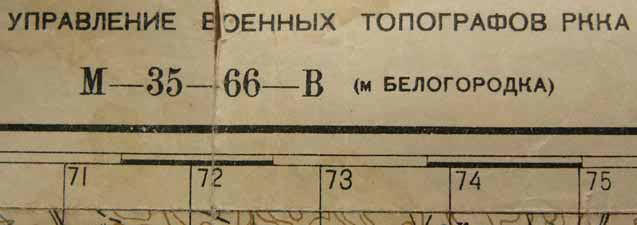 УПРАВЛЕНИЕ ВОЕННЫХ ТОПОГРАФОВ РККА
М—35—66—В (м БЕЛОГОРОДКА)
71 72 73 74 75